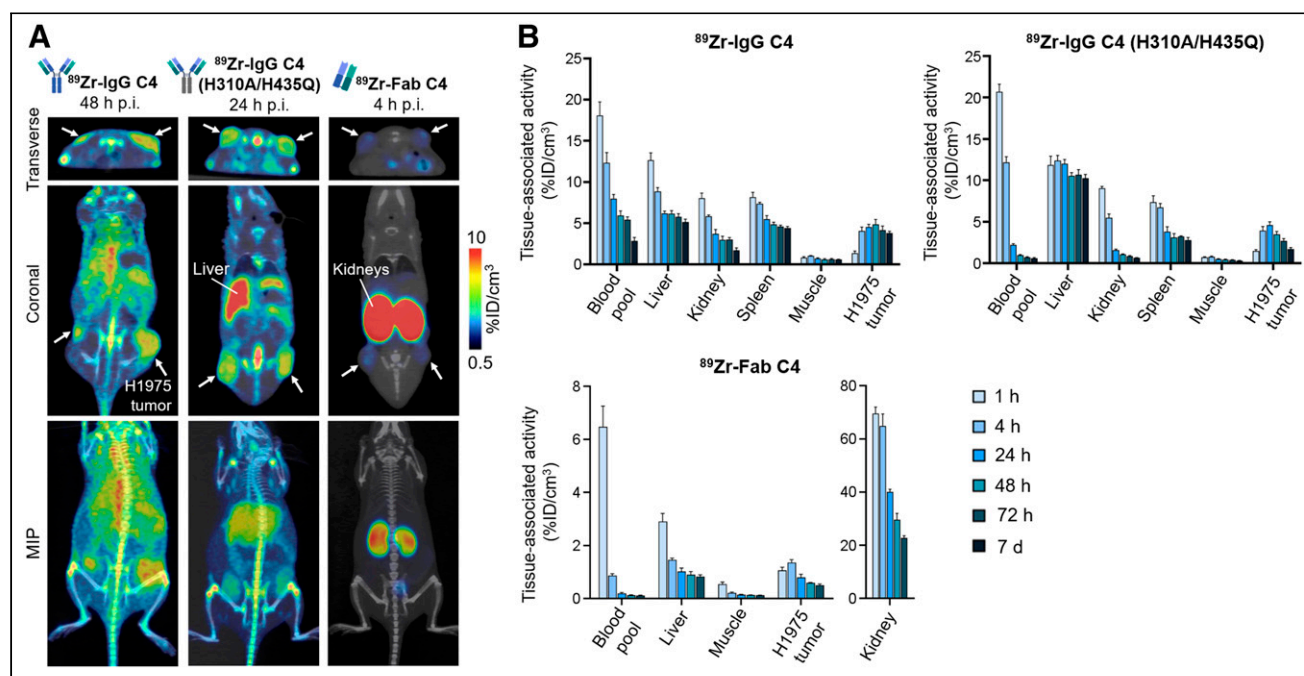 A
⁸⁹Zr-IgG C4
48 h p.i.
⁸⁹Zr-IgG C4
(H310A/H435Q)
24 h p.i.
⁸⁹Zr-Fab C4
4 h p.i.
Transverse
Coronal
MIP
Liver
Kidneys
H1975
tumor
10
%ID/cm³
0.5
B
⁸⁹Zr-IgG C4
Tissue-associated activity
(%ID/cm³)
25
20
15
10
5
0
Blood
pool
Liver
Kidney
Spleen
Muscle
H1975
tumor
⁸⁹Zr-IgG C4 (H310A/H435Q)
Tissue-associated activity
(%ID/cm³)
25
20
15
10
5
0
Blood
pool
Liver
Kidney
Spleen
Muscle
H1975
tumor
⁸⁹Zr-Fab C4
Tissue-associated activity
(%ID/cm³)
8
6
4
2
0
Blood
pool
Liver
Muscle
H1975
tumor
80
60
40
20
0
Kidney
1 h
4 h
24 h
48 h
72 h
7 d